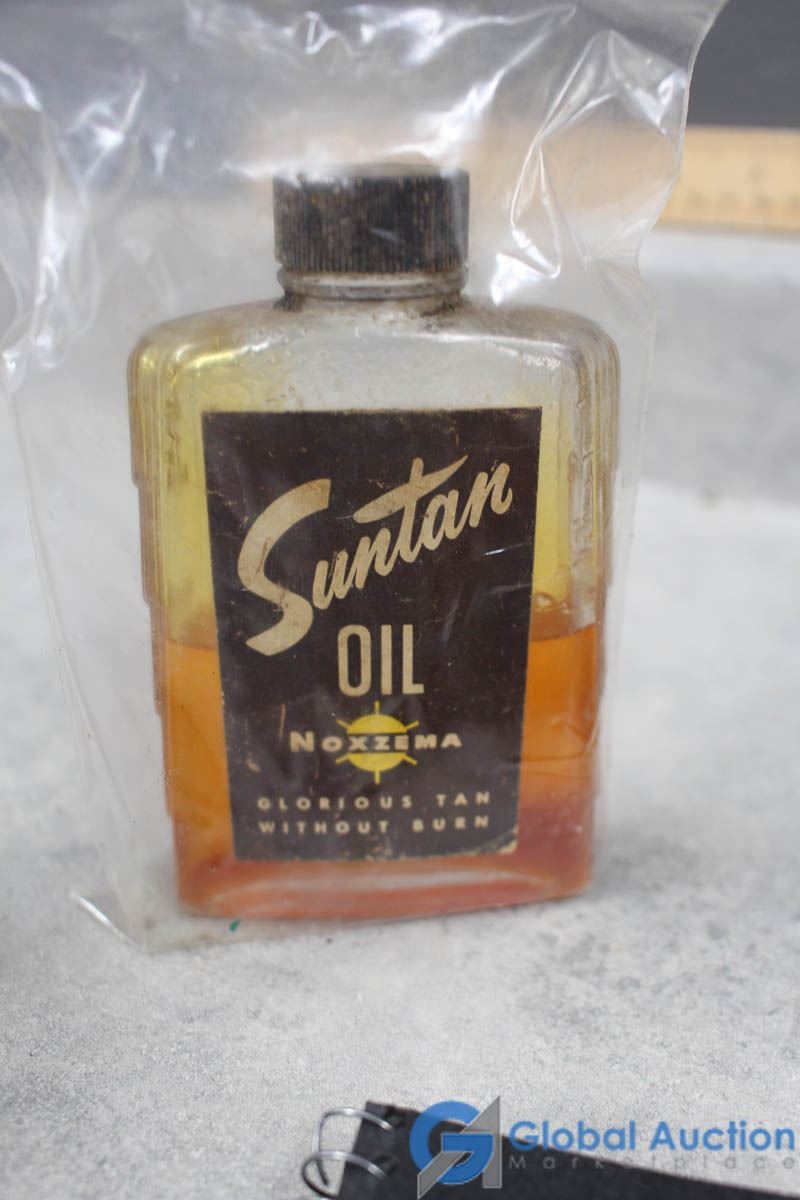 Suntan
OIL
NOXZEMA
GLORIOUS TAN
WITHOUT BURN
Global Auction
Marketplace